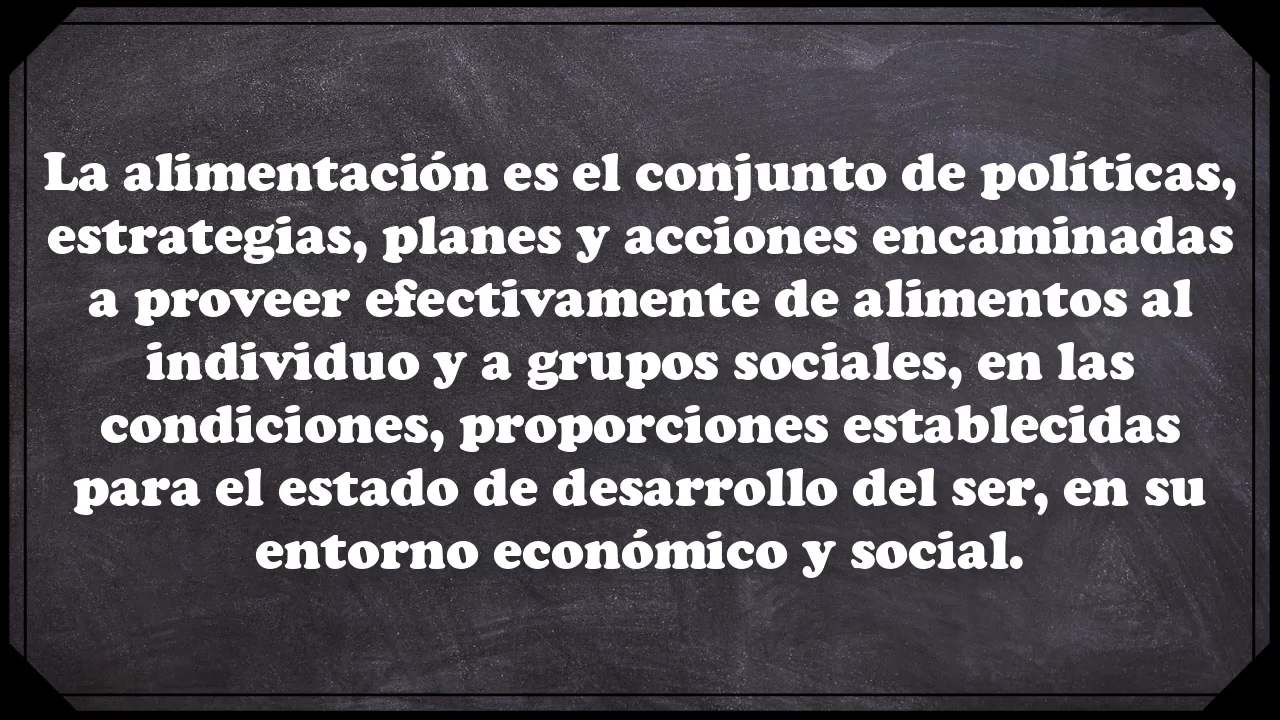 La alimentación es el conjunto de políticas,
estrategias, planes y acciones encaminadas
a proveer efectivamente de alimentos al
individuo y a grupos sociales, en las
condiciones, proporciones establecidas
para el estado de desarrollo del ser, en su
entorno económico y social.